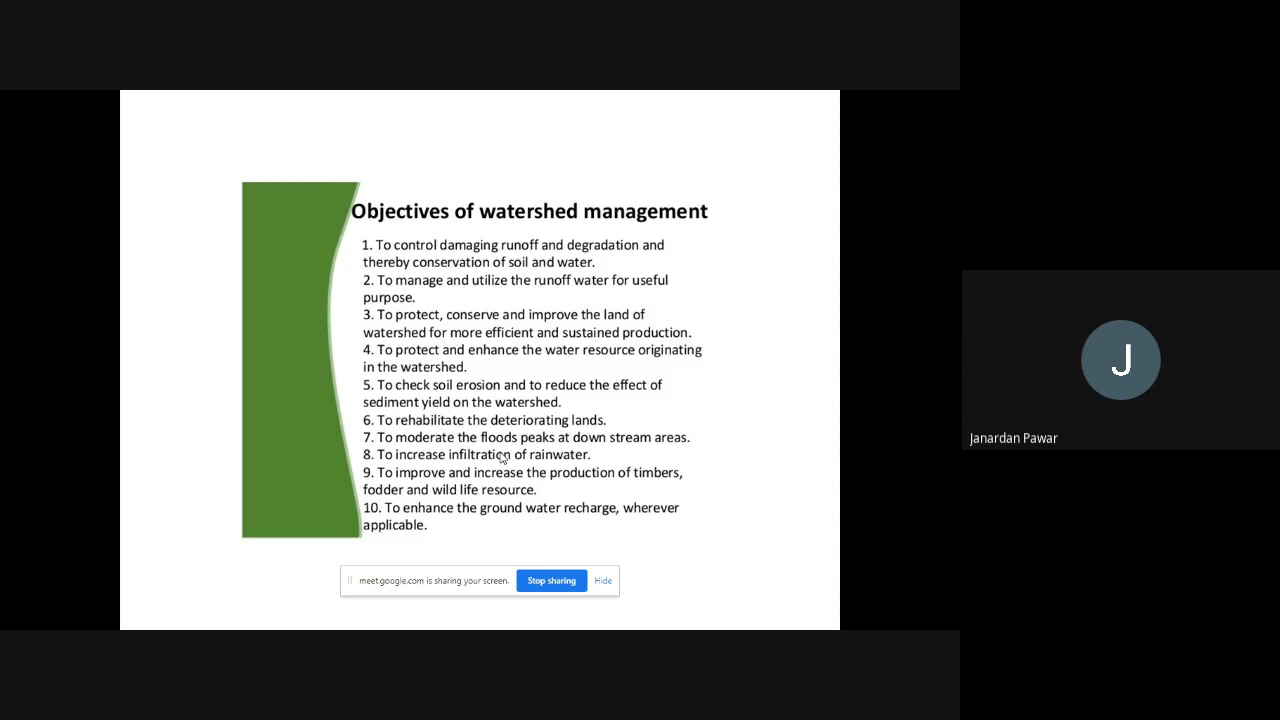 Objectives of watershed management
1. To control damaging runoff and degradation and
thereby conservation of soil and water.
2. To manage and utilize the runoff water for useful
purpose.
3. To protect, conserve and improve the land of
watershed for more efficient and sustained production.
4. To protect and enhance the water resource originating
in the watershed.
5. To check soil erosion and to reduce the effect of
sediment yield on the watershed.
6. To rehabilitate the deteriorating lands.
7. To moderate the floods peaks at down stream areas.
8. To increase infiltration of rainwater.
9. To improve and increase the production of timbers,
fodder and wild life resource.
10. To enhance the ground water recharge, wherever
applicable.
meet.google.com is sharing your screen. Stop sharing Hide
J
Janardan Pawar